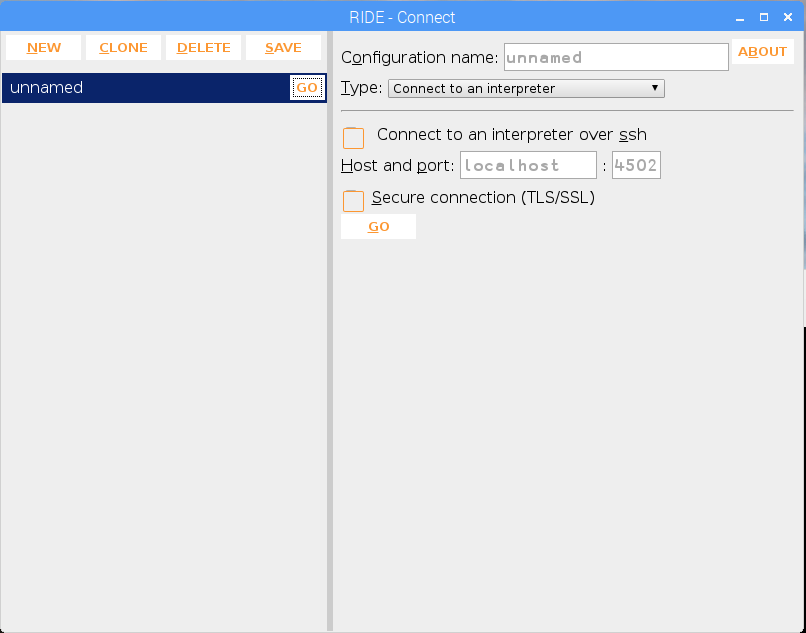 RIDE - Connect
NEW CLONE DELETE SAVE
unnamed GO
Configuration name: unnamed ABOUT
Type: Connect to an interpreter
Connect to an interpreter over ssh
Host and port: localhost : 4502
Secure connection (TLS/SSL)
GO